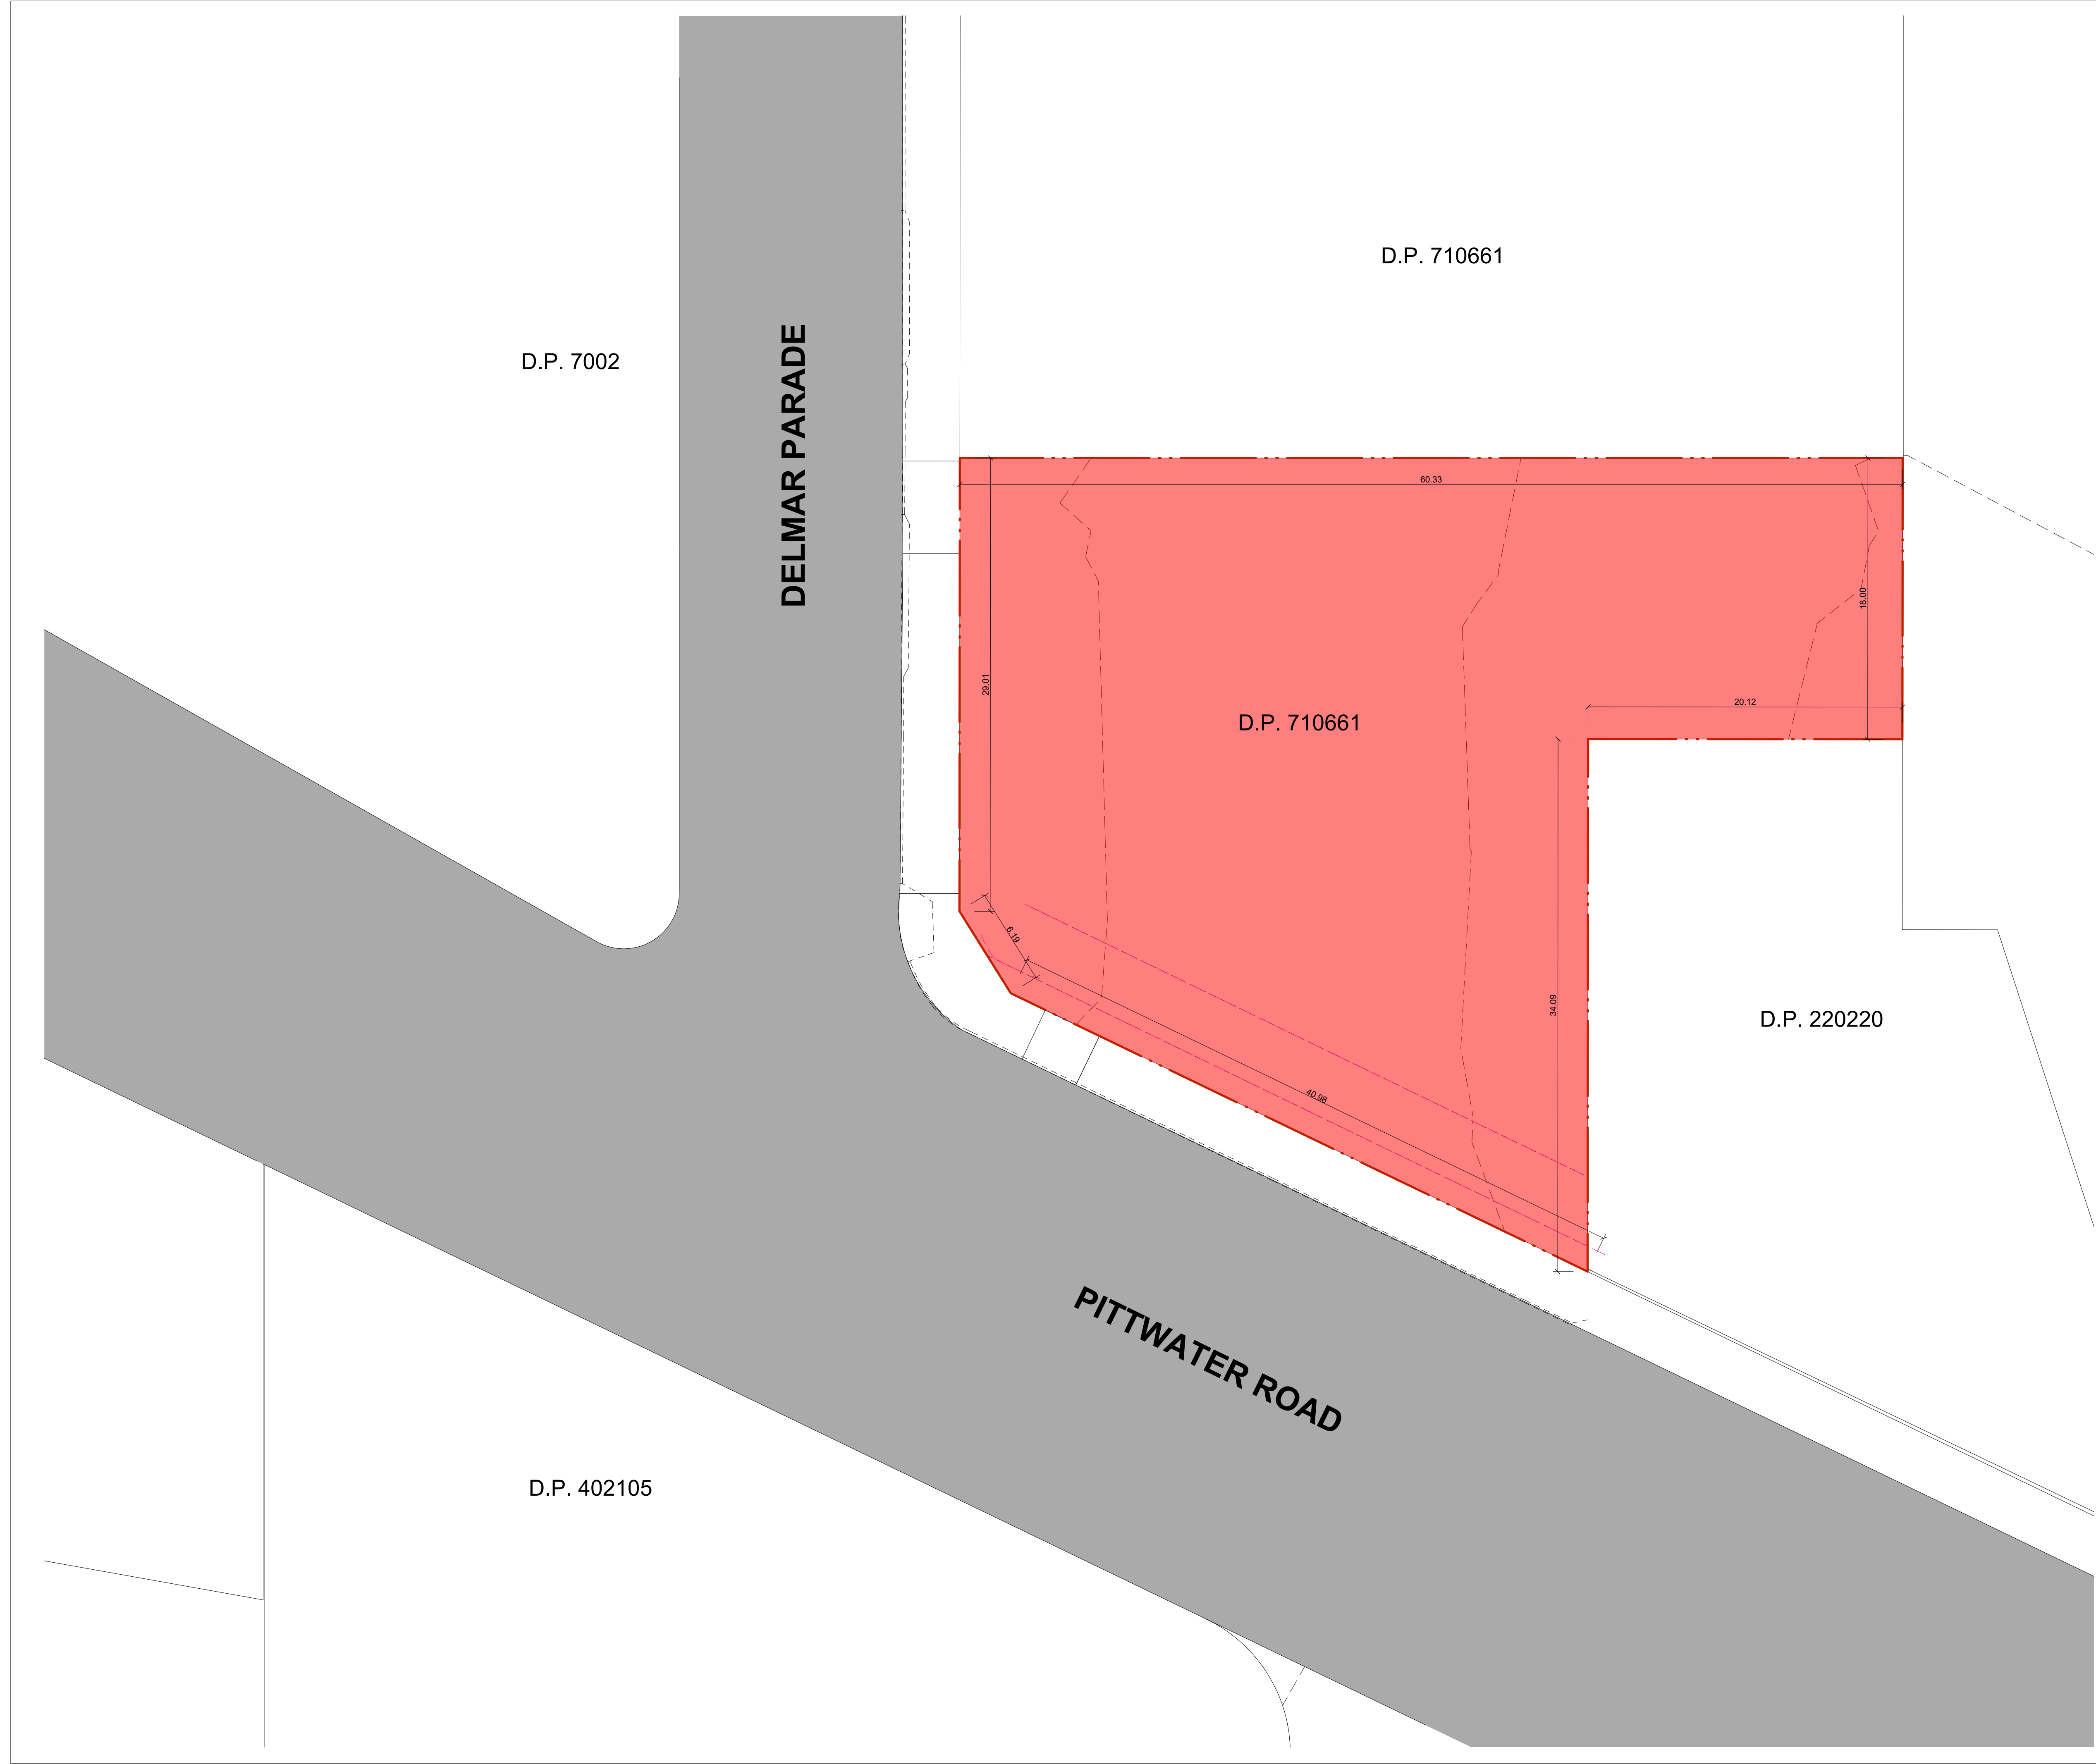 D.P. 710661
D.P. 7002
DELMAR PARADE
60.33
18.00
29.01
20.12
D.P. 710661
6.19
34.09
D.P. 220220
40.98
PITTWATER ROAD
D.P. 402105